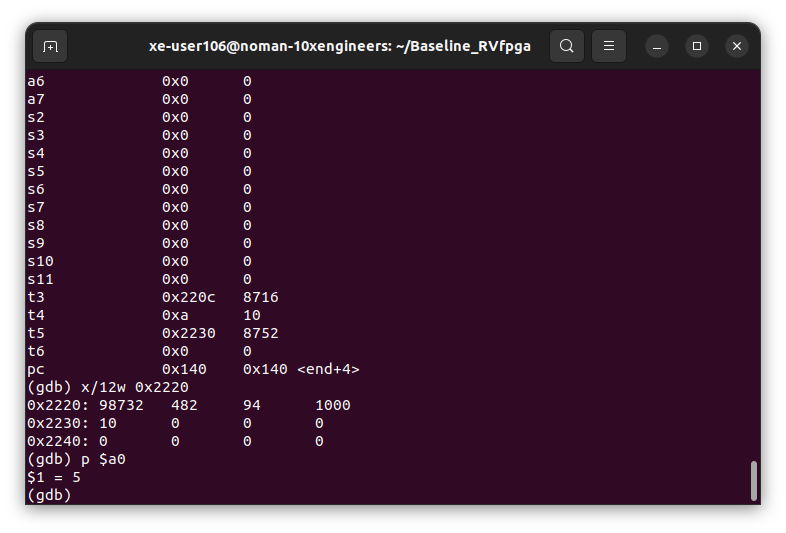 xe-user106@noman-10xengineers: ~/Baseline_RVfpga
a6 0x0 0
a7 0x0 0
s2 0x0 0
s3 0x0 0
s4 0x0 0
s5 0x0 0
s6 0x0 0
s7 0x0 0
s8 0x0 0
s9 0x0 0
s10 0x0 0
s11 0x0 0
t3 0x220c 8716
t4 0xa 10
t5 0x2230 8752
t6 0x0 0
pc 0x140 0x140 <end+4>
(gdb) x/12w 0x2220
0x2220: 98732 482 94 1000
0x2230: 10 0 0 0
0x2240: 0 0 0 0
(gdb) p $a0
$1 = 5
(gdb)